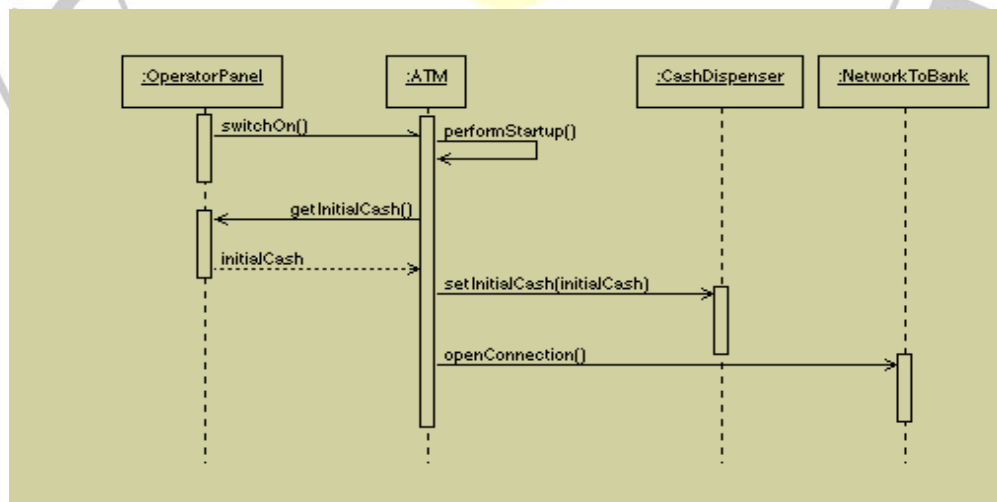 :OperatorPanel
:ATM
:CashDispenser
:NetworkToBank
switchOn()
performStartup()
getInitialCash()
initialCash
setInitialCash(initialCash)
openConnection()